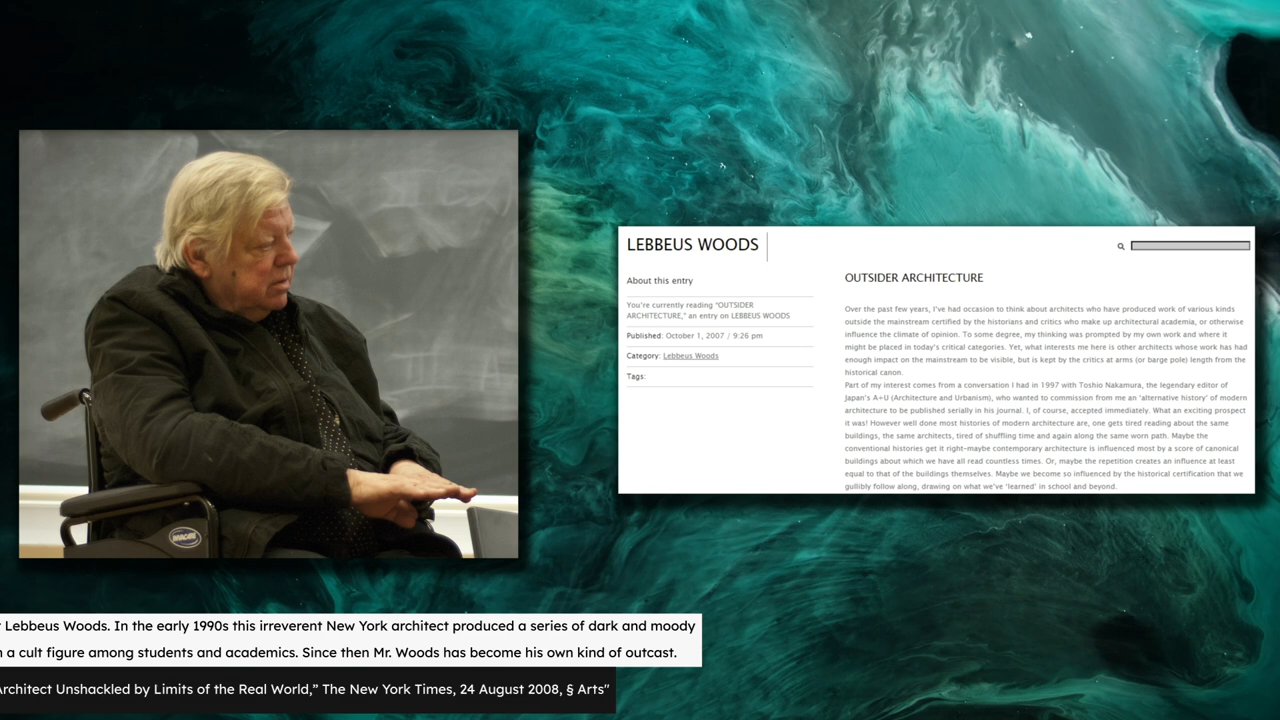 LEBBEUS WOODS
About this entry
You're currently reading "OUTSIDER
ARCHITECTURE," an entry on LEBBEUS WOODS
Published: October 1, 2007 / 9:26 pm
Category: Lebbeus Woods
Tags:
OUTSIDER ARCHITECTURE
Over the past few years, I've had occasion to think about architects who have produced work of various kinds
outside the mainstream certified by the historians and critics who make up architectural academia, or otherwise
influence the climate of opinion. To some degree, my thinking was prompted by my own work and where it
might be placed in today's critical categories. Yet, what interests me here is other architects whose work has had
enough impact on the mainstream to be visible, but is kept by the critics at arms (or barge pole) length from the
historical canon.
Part of my interest comes from a conversation I had in 1997 with Toshio Nakamura, the legendary editor of
Japan's A+U (Architecture and Urbanism), who wanted to commission from me an 'alternative history' of modern
architecture to be published serially in his journal. I, of course, accepted immediately. What an exciting prospect
it was! However well done most histories of modern architecture are, one gets tired reading about the same
buildings, the same architects, tired of shuffling time and again along the same worn path. Maybe the
conventional histories get it right-maybe contemporary architecture is influenced most by a score of canonical
buildings about which we have all read countless times. Or, maybe the repetition creates an influence at least
equal to that of the buildings themselves. Maybe we become so influenced by the historical certification that we
gullibly follow along, drawing on what we've 'learned' in school and beyond.
INVACARE
Lebbeus Woods. In the early 1990s this irreverent New York architect produced a series of dark and moody
a cult figure among students and academics. Since then Mr. Woods has become his own kind of outcast.
Architect Unshackled by Limits of the Real World," The New York Times, 24 August 2008, § Arts"